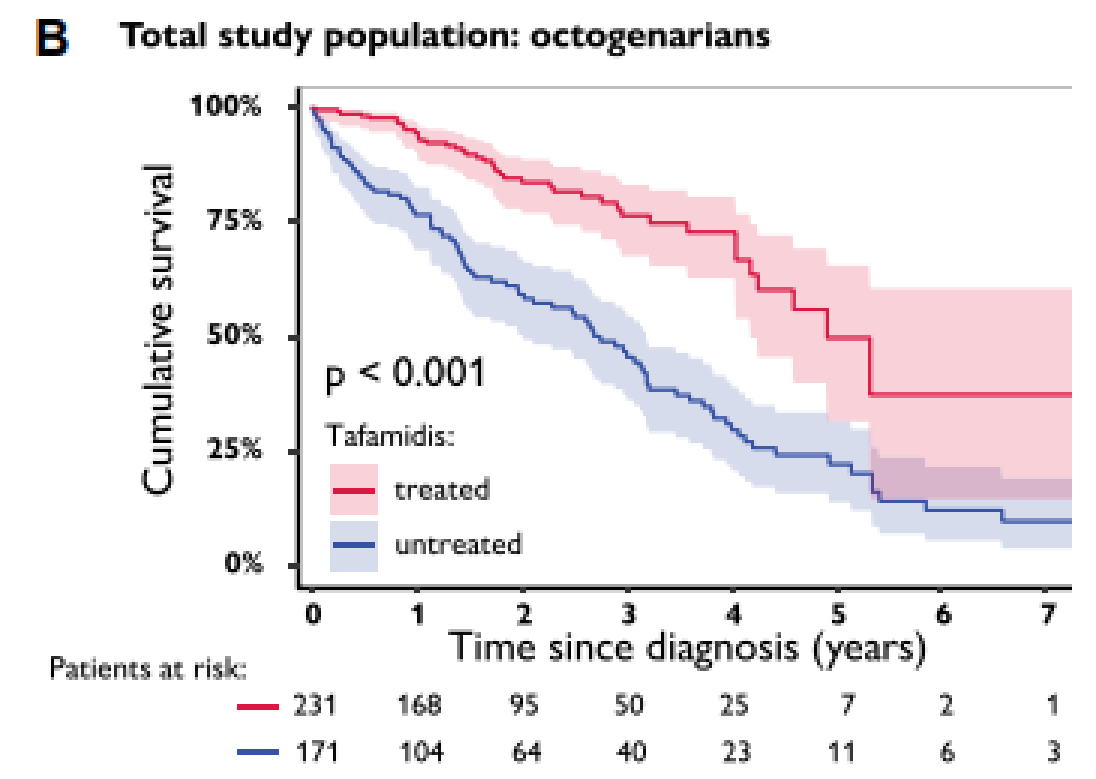 B Total study population: octogenarians
100%
75%
50%
25%
0%
Cumulative survival
p < 0.001
Tafamidis:
treated
untreated
0 1 2 3 4 5 6 7
Time since diagnosis (years)
Patients at risk:
231 168 95 50 25 7 2 1
171 104 64 40 23 11 6 3